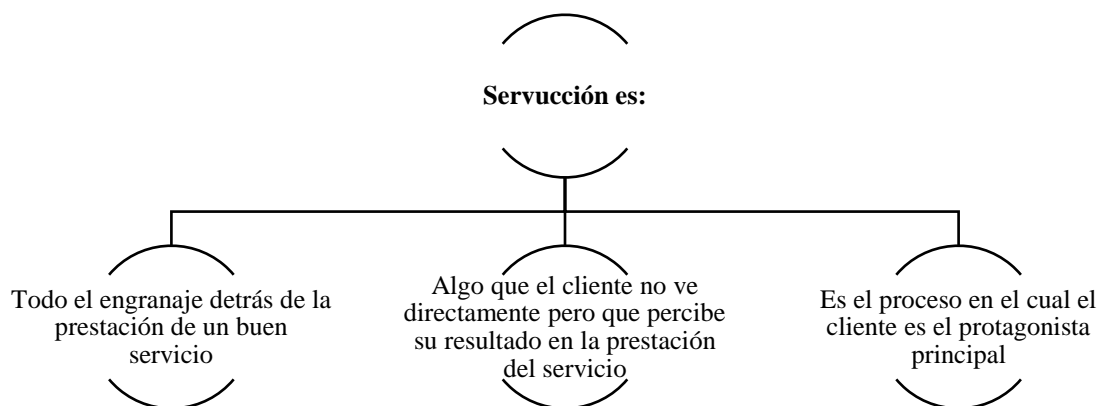 Servucción es:
Todo el engranaje detrás de la
prestación de un buen
servicio
Algo que el cliente no ve
directamente pero que percibe
su resultado en la prestación
del servicio
Es el proceso en el cual el
cliente es el protagonista
principal